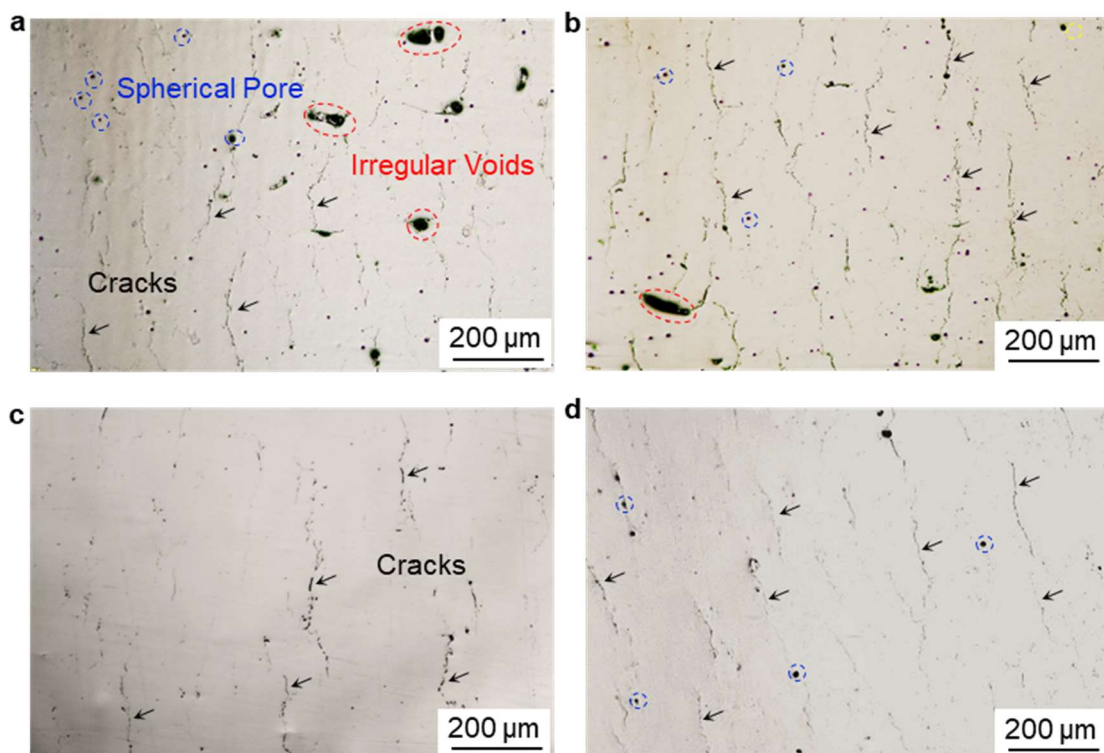 a
b
Spherical Pore
Irregular Voids
Cracks
200 µm
200 µm
c
d
Cracks
200 µm
200 µm